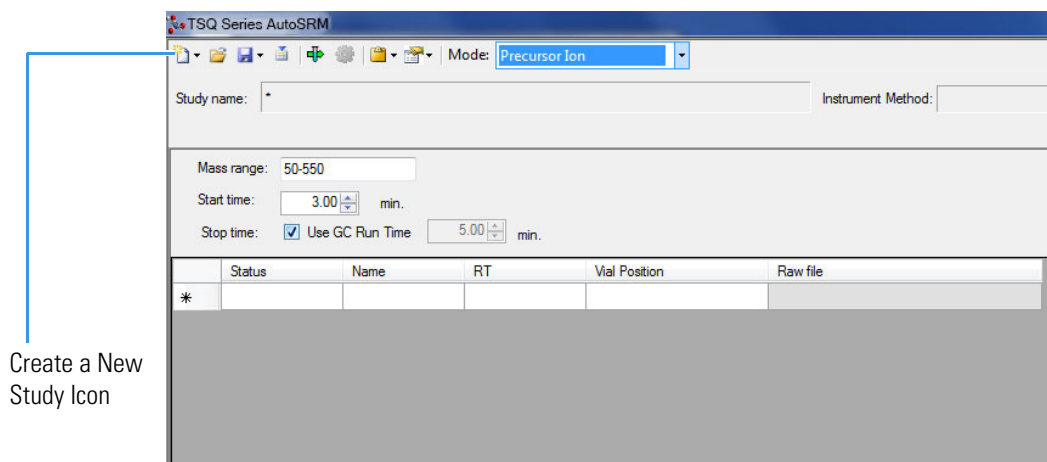 TSQ Series AutoSRM
Mode: Precursor Ion
Study name: *
Instrument Method:
Mass range: 50-550
Start time: 3.00 min.
Stop time: Use GC Run Time 5.00 min.
Status Name RT Vial Position Raw file
*
Create a New
Study Icon